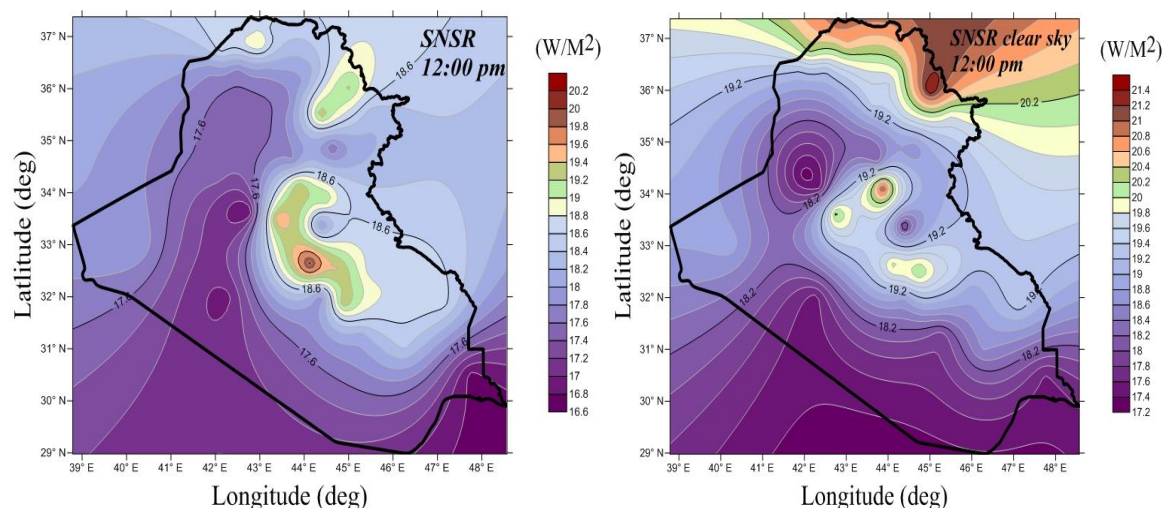 SNSR
12:00 pm
(W/M2)
37° N
36° N
35° N
34° N
33° N
32° N
31° N
30° N
29° N
Latlitude (deg)
39° E 40° E 41° E 42° E 43° E 44° E 45° E 46° E 47° E 48° E
Longitude (deg)
18.6
17.6
18.6
17.6
18.6
18.6
17.6
17.6
17.6
20.2
20
19.8
19.6
19.4
19.2
19
18.8
18.6
18.4
18.2
18
17.8
17.6
17.4
17.2
17
16.8
16.6
SNSR clear sky
12:00 pm
(W/M2)
37° N
36° N
35° N
34° N
33° N
32° N
31° N
30° N
29° N
Latlitude (deg)
39° E 40° E 41° E 42° E 43° E 44° E 45° E 46° E 47° E 48° E
Longitude (deg)
19.2
20.2
19.2
19.2
18.2
19.2
19.2
19.2
18.2
18.2
18.2
21.4
21.2
21
20.8
20.6
20.4
20.2
20
19.8
19.6
19.4
19.2
19
18.8
18.6
18.4
18.2
18
17.8
17.6
17.4
17.2